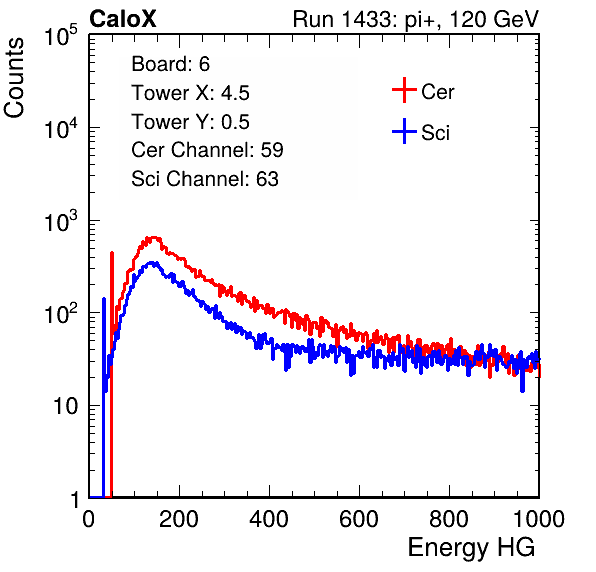 CaloX Run 1433: pi+, 120 GeV
Counts
10^5
10^4
10^3
10^2
10
1
Board: 6
Tower X: 4.5
Tower Y: 0.5
Cer Channel: 59
Sci Channel: 63
Cer
Sci
0 200 400 600 800 1000
Energy HG